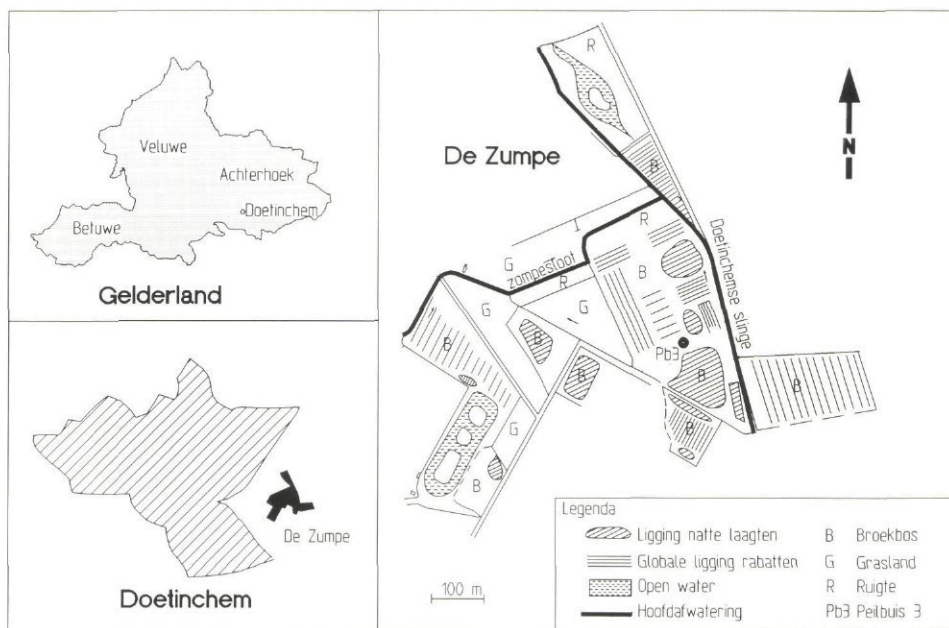 Veluwe
Achterhoek
Doetinchem
Betuwe
Gelderland
De Zumpe
Doetinchem
De Zumpe
N
R
B
R
I
G
zompesloot
R
B
G
G
Doetinchemse slinge
B
B
Pb3
B
B
B
G
B
B
100 m
Legenda
Ligging natte laagten B Broekbos
Globale ligging rabatten G Grasland
Open water R Ruigte
Hoofdafwatering Pb3 Peilbuis 3